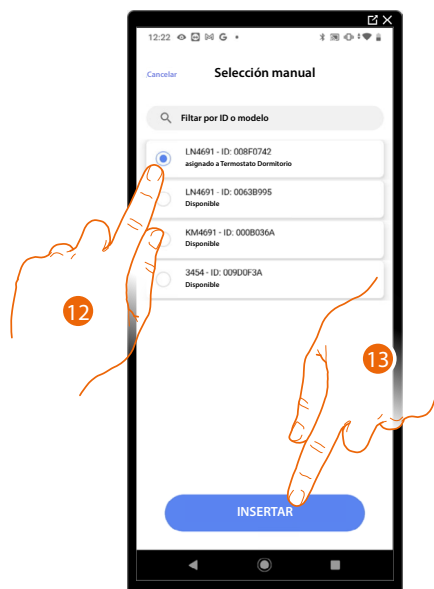 12:22 G
Cancelar Selección manual
Filtar por ID o modelo
LN4691 - ID: 008F0742
asignado a Termostato Dormitorio
LN4691 - ID: 0063B995
Disponible
KM4691 - ID: 000B036A
Disponible
3454 - ID: 009D0F3A
Disponible
12
13
INSERTAR